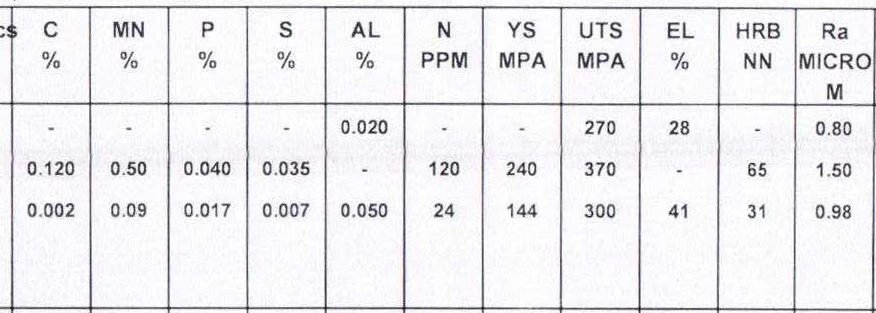 cs C MN P S AL N YS UTS EL HRB Ra
% % % % % PPM MPA MPA % NN MICRO
M
- - - - 0.020 - - 270 28 - 0.80
0.120 0.50 0.040 0.035 - 120 240 370 - 65 1.50
0.002 0.09 0.017 0.007 0.050 24 144 300 41 31 0.98